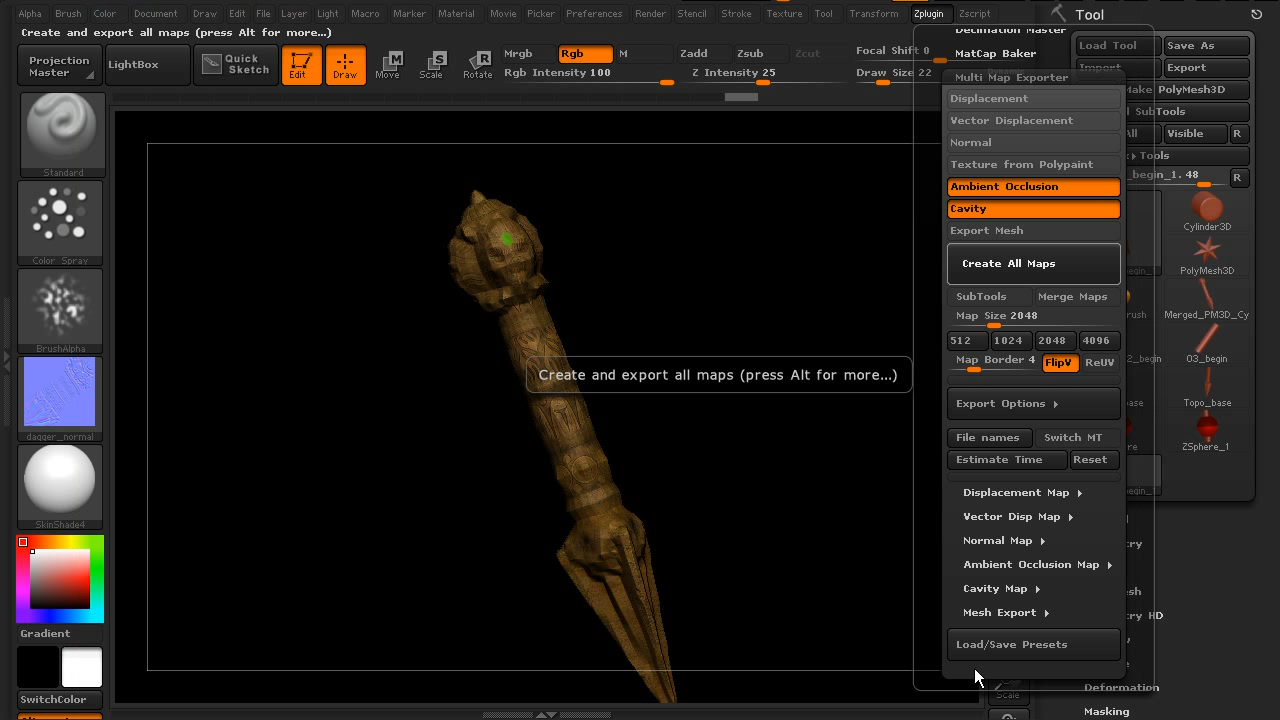 Alpha Brush Color Document Draw Edit File Layer Light Macro Marker Material Movie Picker Preferences Render Stencil Stroke Texture Tool Transform Zplugin Zscript
Tool
Create and export all maps (press Alt for more...)
Projection Master
LightBox
Quick Sketch
Edit
Draw
Move
Scale
Rotate
Mrgb
Rgb
M
Zadd
Zsub
Zcut
Focal Shift 0
Rgb Intensity 100
Z Intensity 25
Draw Size 22
Decimation Master
MatCap Baker
Multi Map Exporter
Displacement
Vector Displacement
Normal
Texture from Polypaint
Ambient Occlusion
Cavity
Export Mesh
Create All Maps
SubTools
Merge Maps
Map Size 2048
512
1024
2048
4096
Map Border 4
FlipV
ReUV
Export Options
File names
Switch MT
Estimate Time
Reset
Displacement Map
Vector Disp Map
Normal Map
Ambient Occlusion Map
Cavity Map
Mesh Export
Load/Save Presets
Create and export all maps (press Alt for more...)
Load Tool
Save As
Import
Export
PolyMesh3D
SubTools
Visible
R
Tools
_begin_1. 48
R
Cylinder3D
PolyMesh3D
Merged_PM3D_Cy
O3_begin
Topo_base
ZSphere_1
Deformation
Masking
Scale
Standard
Color Spray
BrushAlpha
dagger_normal
SkinShade4
Gradient
SwitchColor